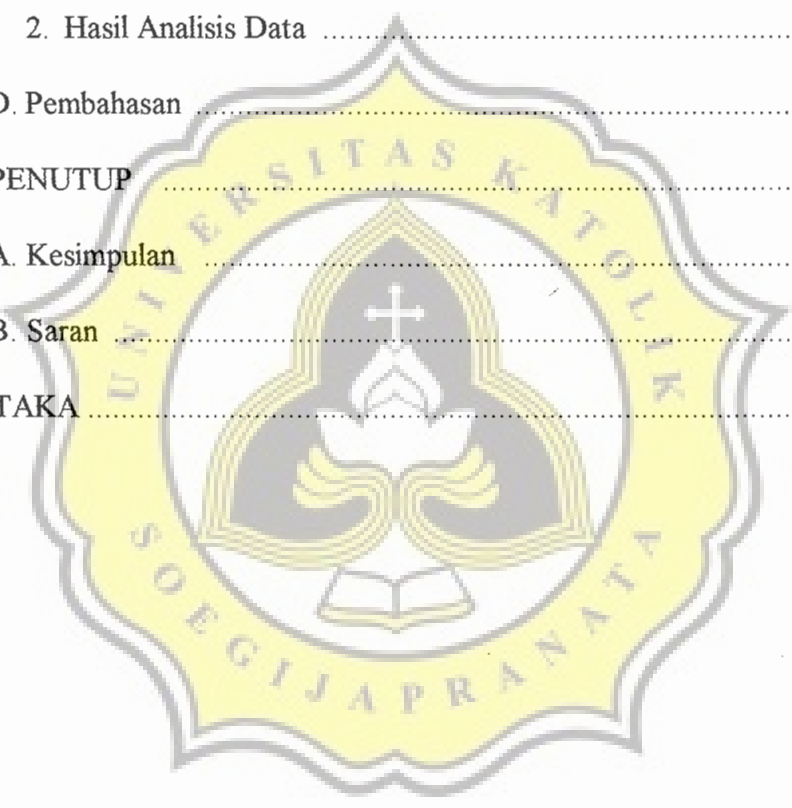 2. Hasil Analisis Data ..........................................................
D. Pembahasan ..........................................................................
PENUTUP ..............................................................................
A. Kesimpulan ..........................................................................
B. Saran ..................................................................................
TAKA ....................................................................................
UNIVERSITAS KATOLIK
SOEGIJAPRANATA